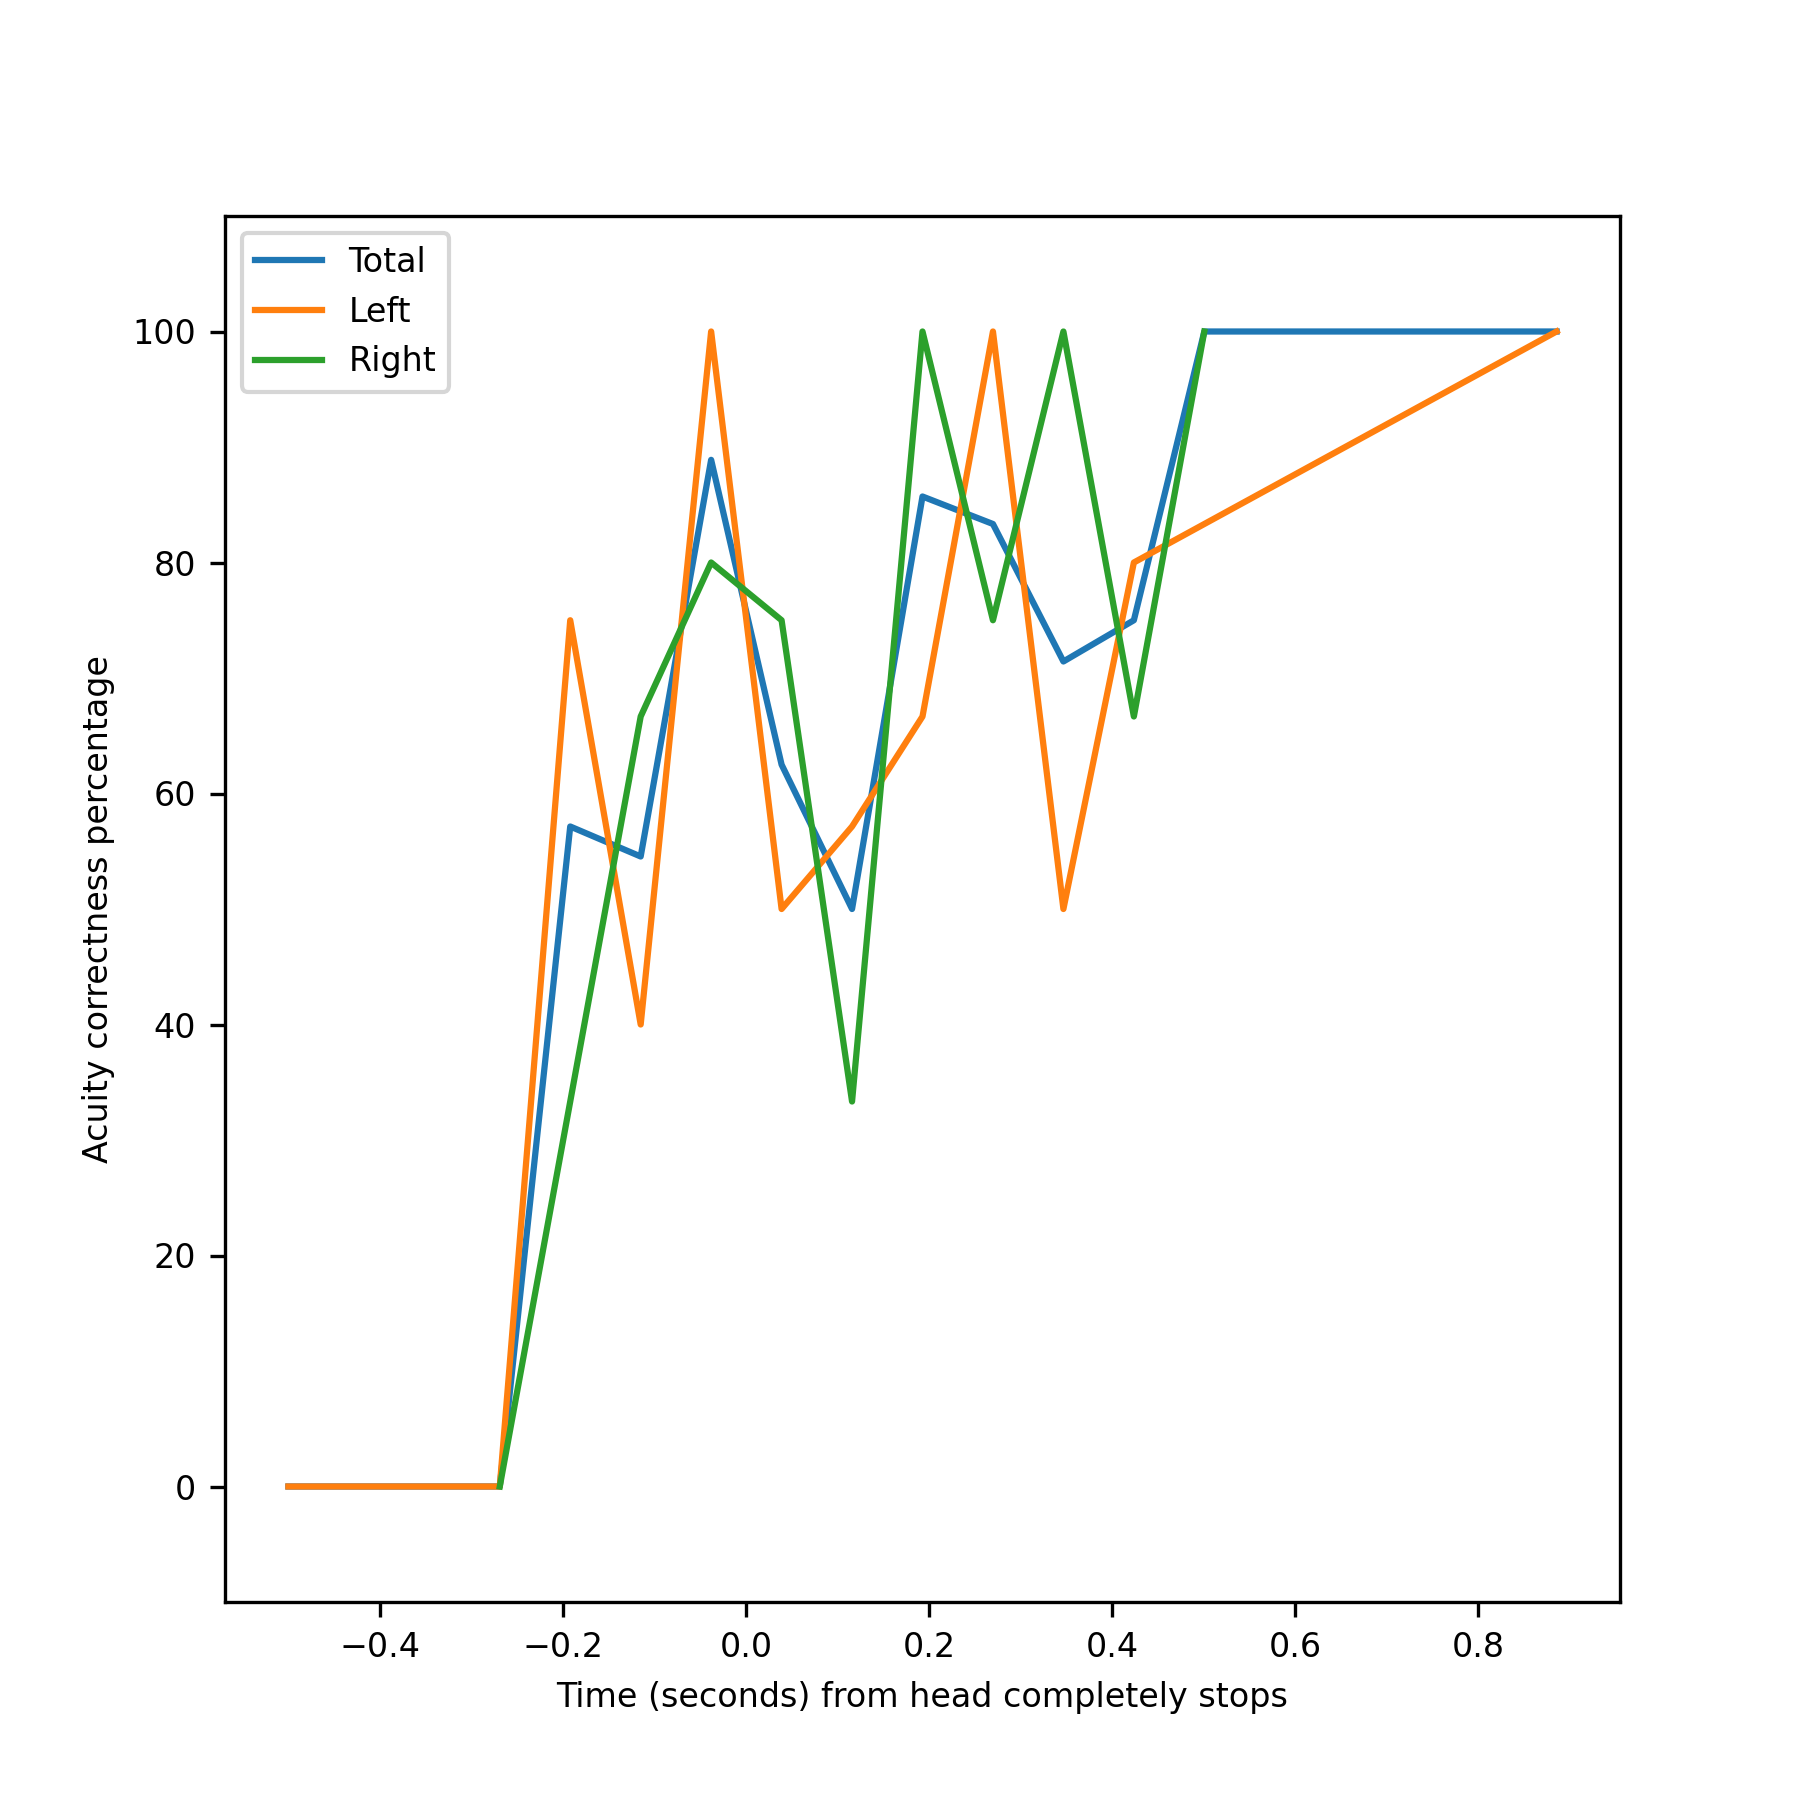 Total
Left
Right
100
80
60
40
20
0
Acuity correctness percentage
−0.4 −0.2 0.0 0.2 0.4 0.6 0.8
Time (seconds) from head completely stops